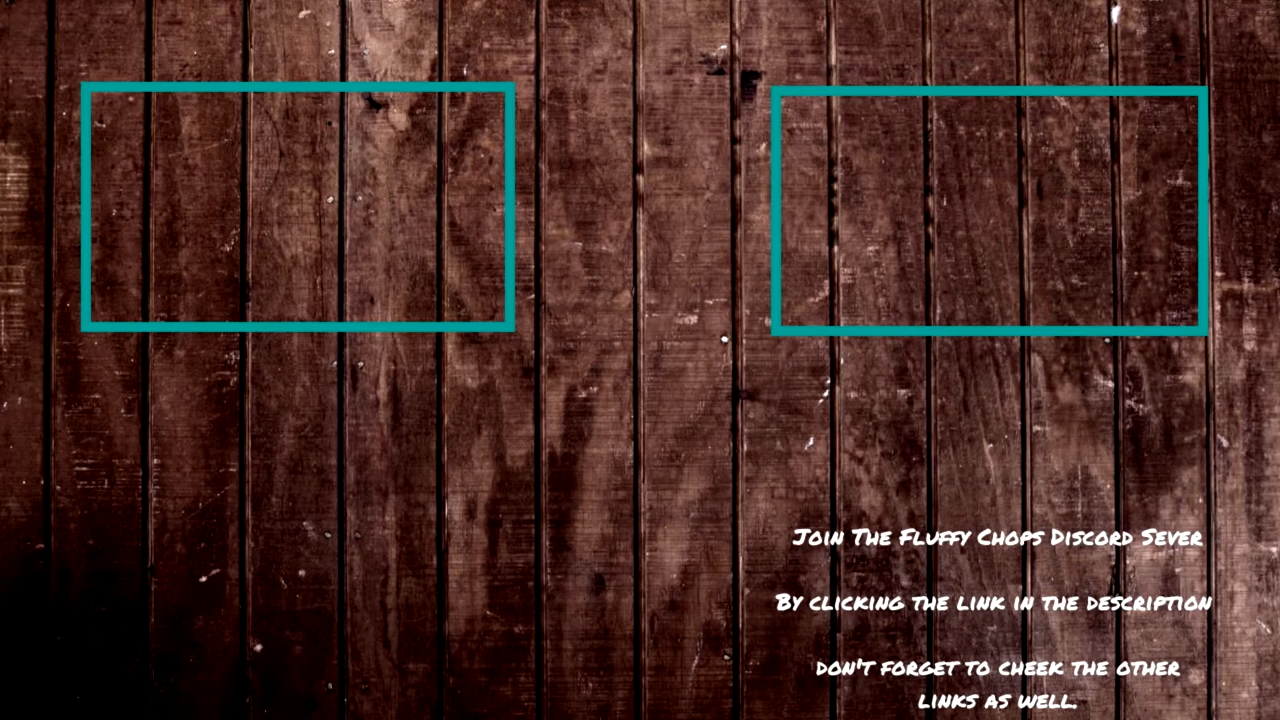 Join The Fluffy Chops Discord Sever
By clicking the link in the description
don't forget to cheek the other
links as well.